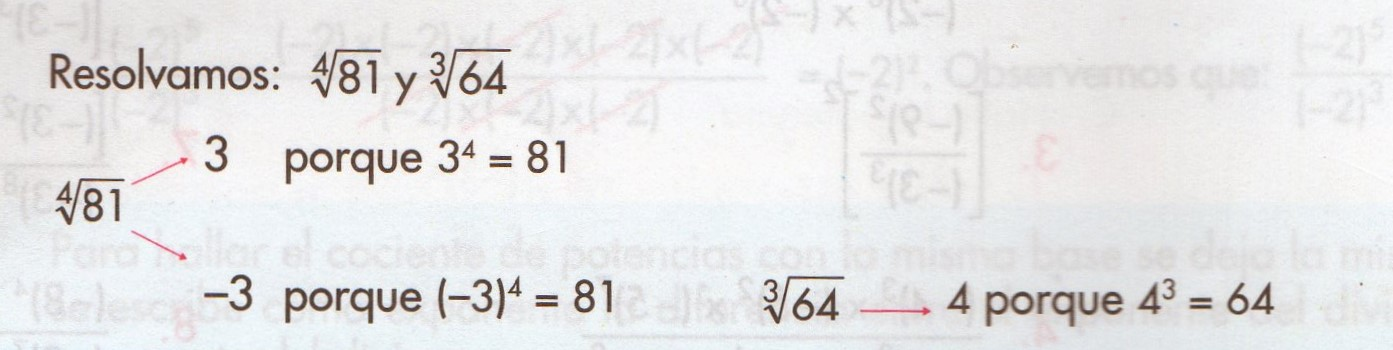 Resolvamos: ∜81 y ∛64
3 porque 3⁴ = 81
∜81
–3 porque (–3)⁴ = 81 ∛64 → 4 porque 4³ = 64